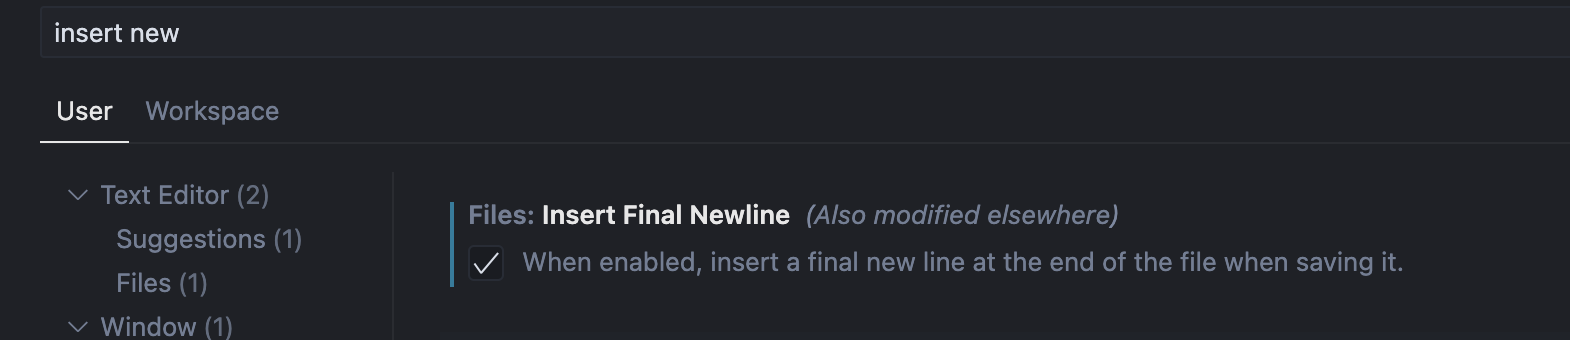 insert new
User Workspace
Text Editor (2)
Suggestions (1)
Files (1)
Window (1)
Files: Insert Final Newline (Also modified elsewhere)
When enabled, insert a final new line at the end of the file when saving it.